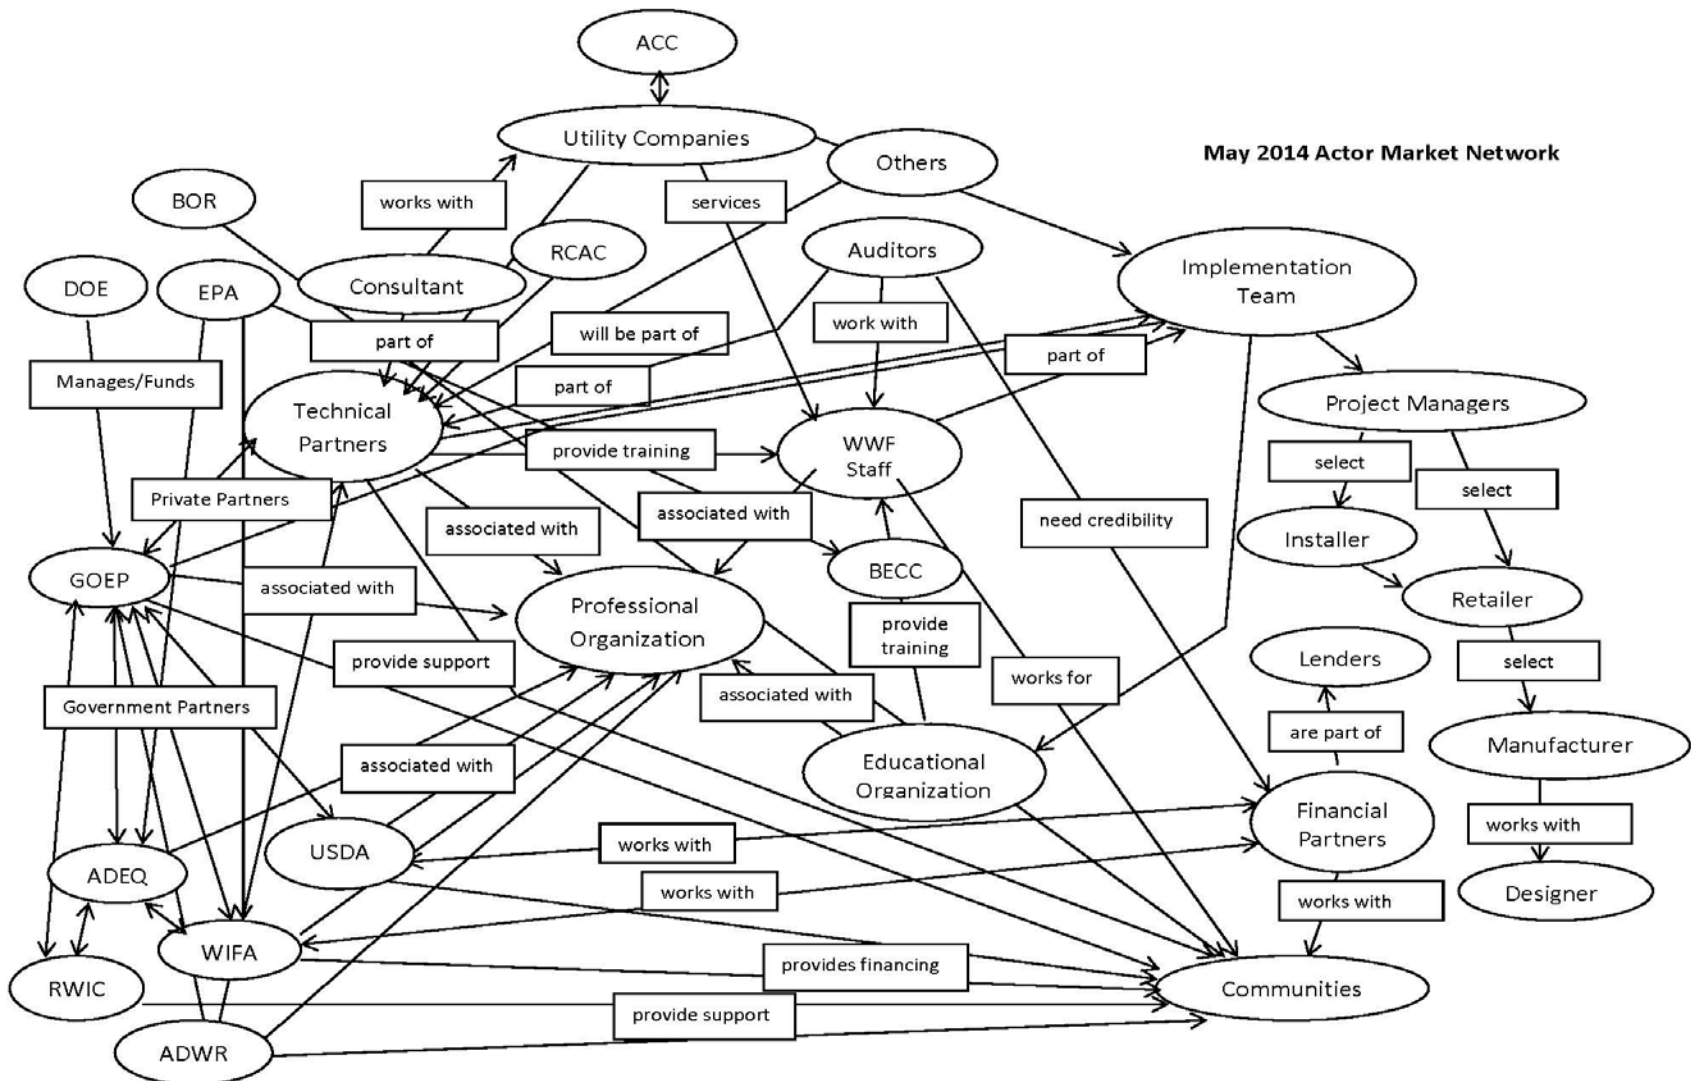 ACC
Utility Companies
Others
May 2014 Actor Market Network
BOR
works with
services
RCAC
Auditors
Implementation
Team
DOE
EPA
Consultant
part of
will be part of
work with
part of
Manages/Funds
part of
Technical
Partners
Project Managers
provide training
WWF
Staff
select
select
Private Partners
associated with
associated with
need credibility
Installer
GOEP
associated with
BECC
Retailer
Professional
Organization
provide
training
provide support
Lenders
select
works for
associated with
Government Partners
are part of
Manufacturer
associated with
Educational
Organization
Financial
Partners
works with
works with
USDA
ADEQ
works with
works with
Designer
WIFA
provides financing
RWIC
Communities
provide support
ADWR